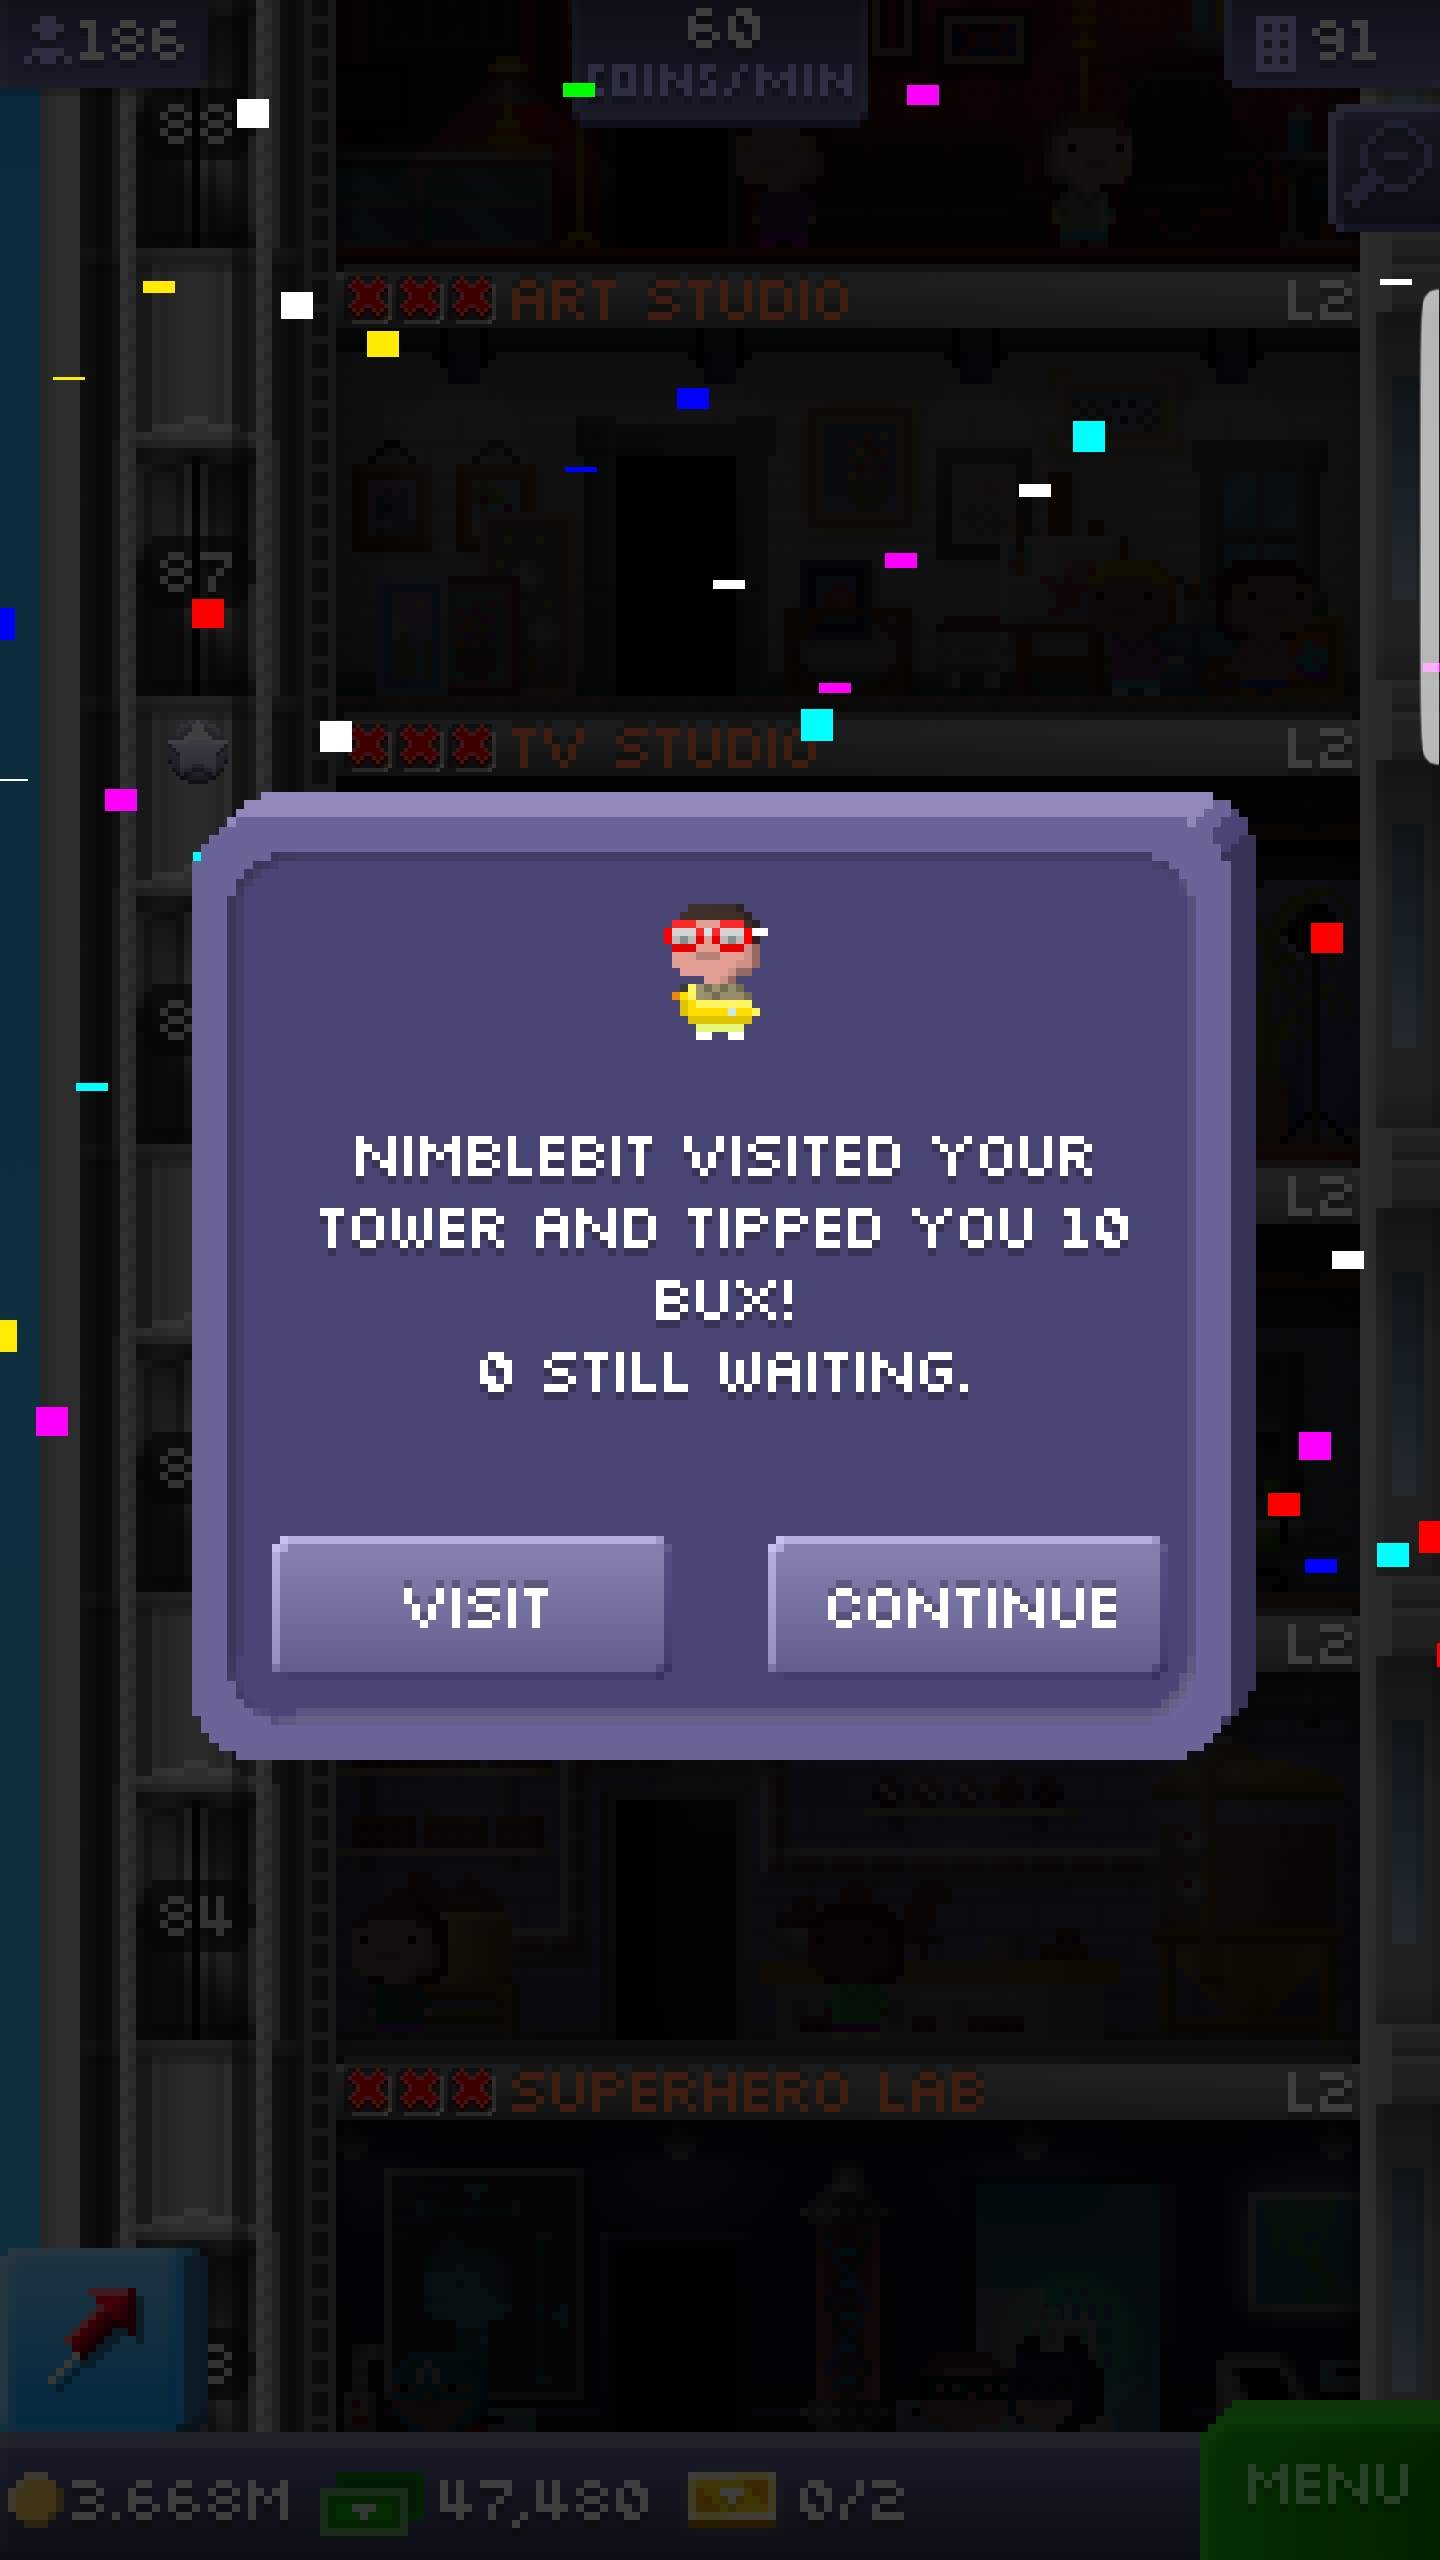 186
60
COINS/MIN
91
88
ART STUDIO L2
87
TV STUDIO L2
NIMBLEBIT VISITED YOUR
TOWER AND TIPPED YOU 10
BUX!
0 STILL WAITING.
L2
VISIT CONTINUE
L2
84
SUPERHERO LAB L2
3.668M 47,480 0/2 MENU